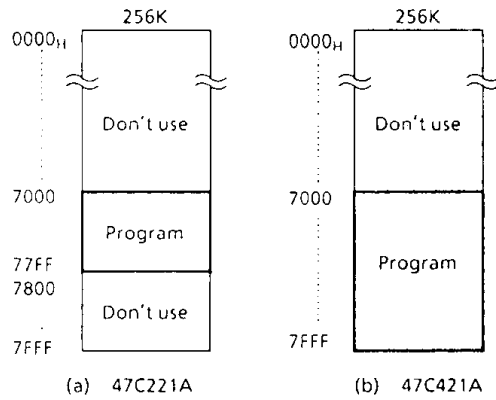 256K
0000H
Don't use
7000
Program
77FF
7800
Don't use
7FFF
(a) 47C221A
256K
0000H
Don't use
7000
Program
7FFF
(b) 47C421A